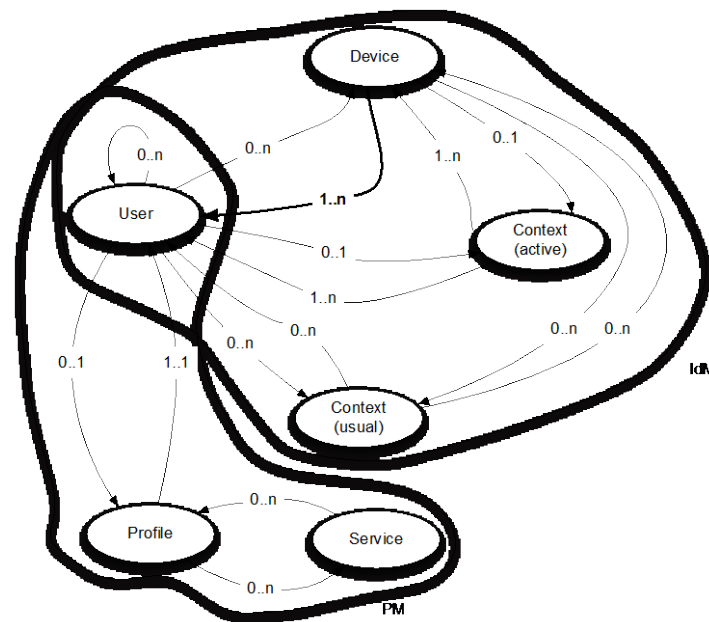 Device
0..n
0..n
0..1
1..n
1..n
User
Context
(active)
0..1
1..n
0..n
0..n
0..n
0..n
0..1
1..1
IdM
Context
(usual)
0..n
Profile
Service
0..n
PM